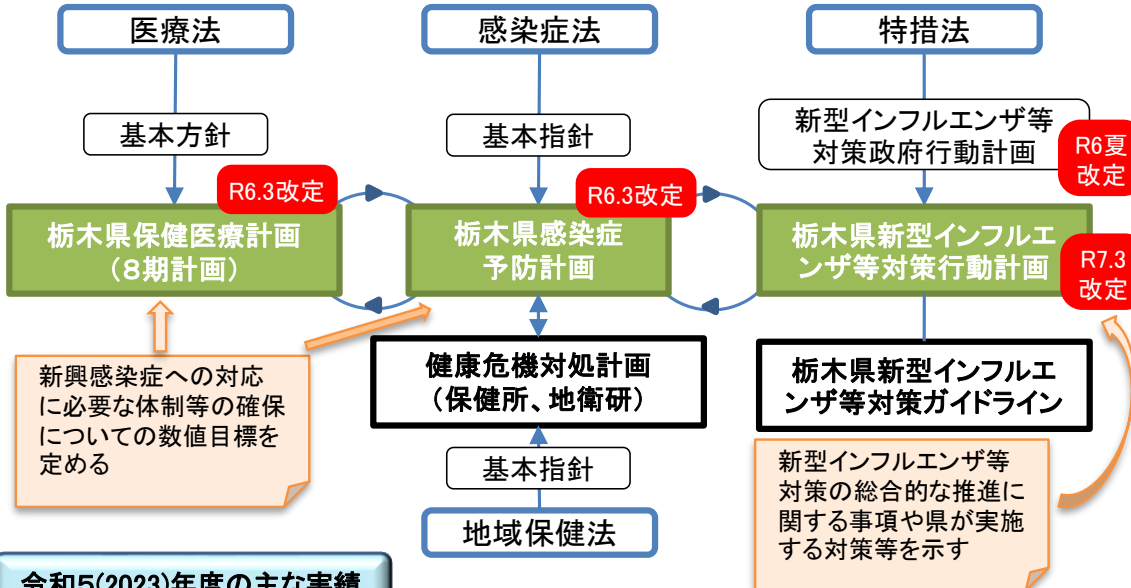 医療法
感染症法
特措法
基本方針
基本指針
新型インフルエンザ等
対策政府行動計画
R6夏
改定
R6.3改定
R6.3改定
栃木県保健医療計画
（８期計画）
栃木県感染症
予防計画
栃木県新型インフルエ
ンザ等対策行動計画
R7.3
改定
新興感染症への対応
に必要な体制等の確保
についての数値目標を
定める
健康危機対処計画
（保健所、地衛研）
栃木県新型インフルエ
ンザ等対策ガイドライン
基本指針
地域保健法
新型インフルエンザ等
対策の総合的な推進に
関する事項や県が実施
する対策等を示す
令和５(2023)年度の主な実績